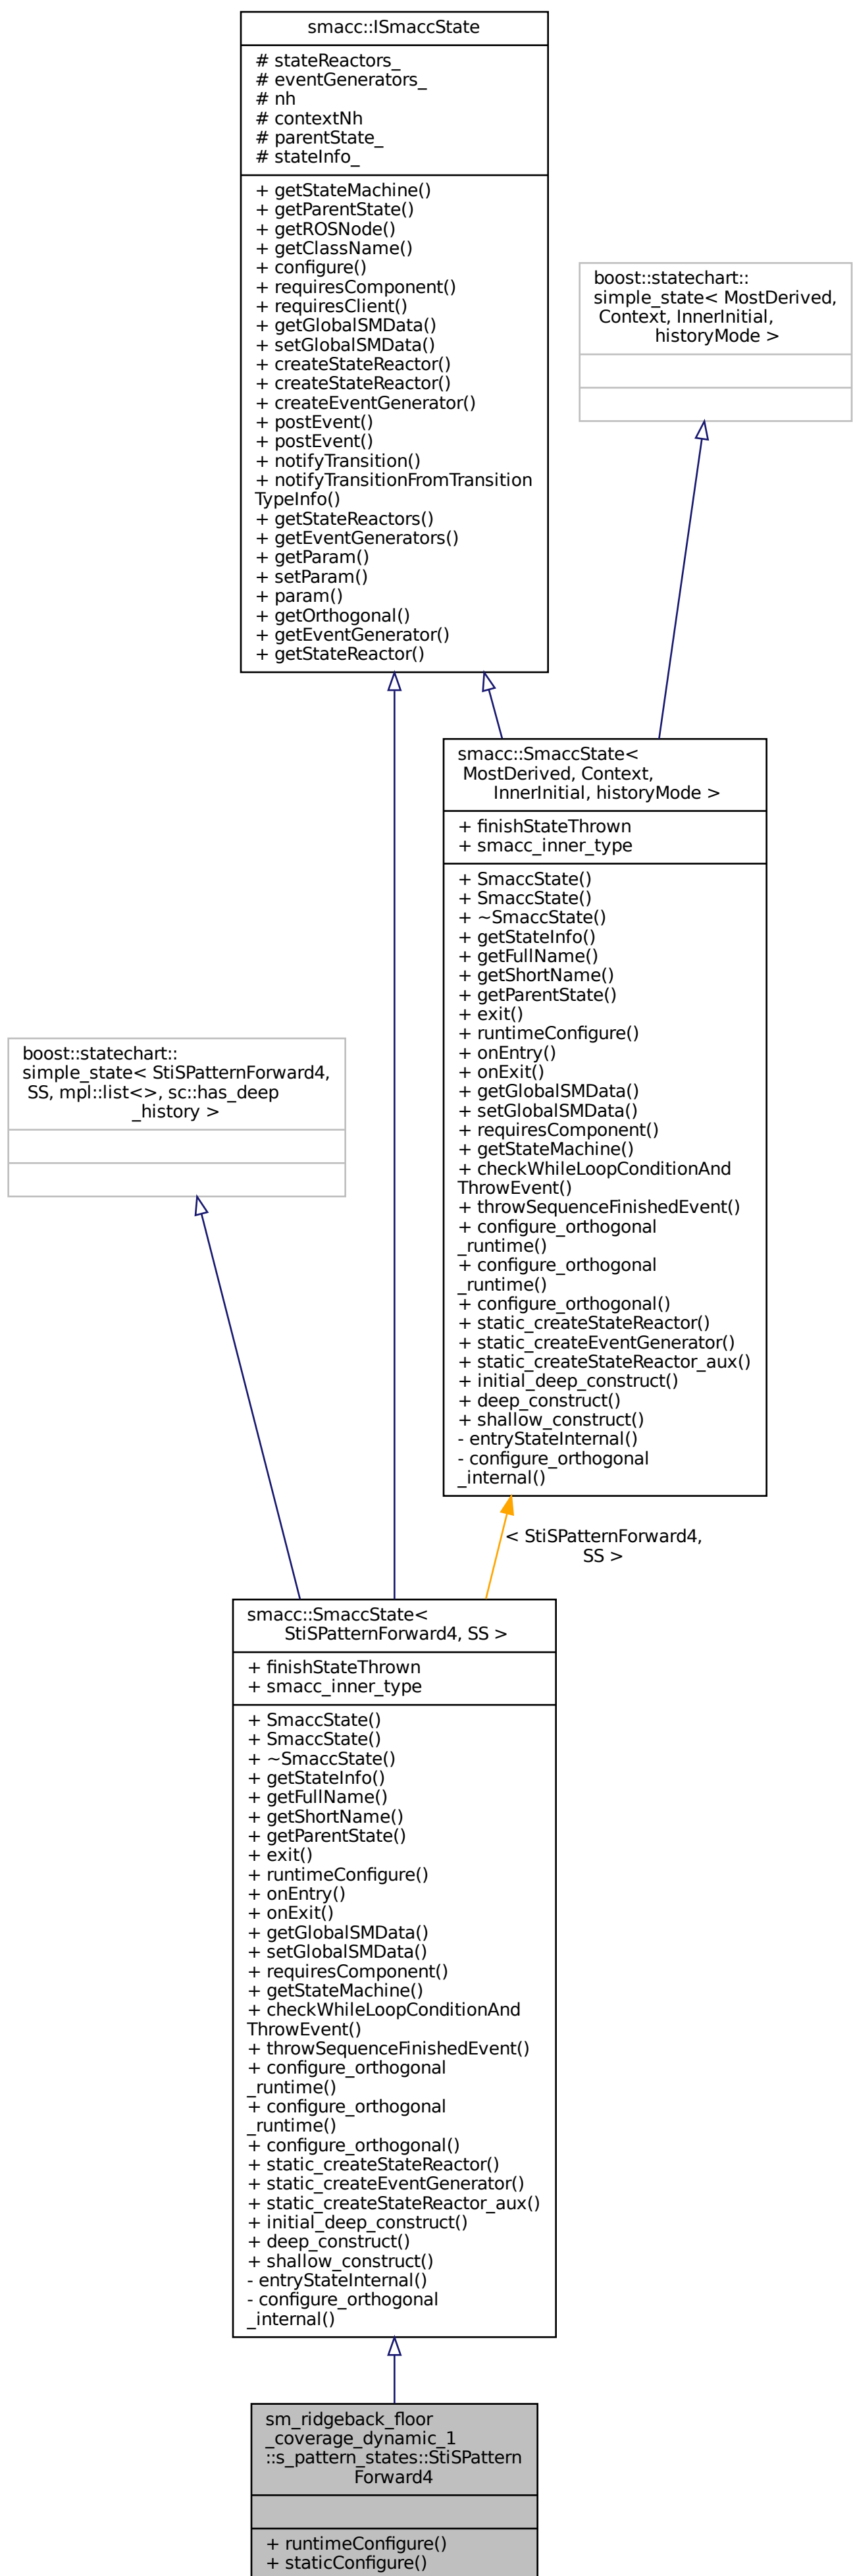 smacc::ISmaccState
# stateReactors_
# eventGenerators_
# nh
# contextNh
# parentState_
# stateInfo_
+ getStateMachine()
+ getParentState()
+ getROSNode()
+ getClassName()
+ configure()
+ requiresComponent()
+ requiresClient()
+ getGlobalSMData()
+ setGlobalSMData()
+ createStateReactor()
+ createStateReactor()
+ createEventGenerator()
+ postEvent()
+ postEvent()
+ notifyTransition()
+ notifyTransitionFromTransition
TypeInfo()
+ getStateReactors()
+ getEventGenerators()
+ getParam()
+ setParam()
+ param()
+ getOrthogonal()
+ getEventGenerator()
+ getStateReactor()
boost::statechart::
simple_state< MostDerived,
Context, InnerInitial,
historyMode >
smacc::SmaccState<
MostDerived, Context,
InnerInitial, historyMode >
+ finishStateThrown
+ smacc_inner_type
+ SmaccState()
+ SmaccState()
+ ~SmaccState()
+ getStateInfo()
+ getFullName()
+ getShortName()
+ getParentState()
+ exit()
+ runtimeConfigure()
+ onEntry()
+ onExit()
+ getGlobalSMData()
+ setGlobalSMData()
+ requiresComponent()
+ getStateMachine()
+ checkWhileLoopConditionAnd
ThrowEvent()
+ throwSequenceFinishedEvent()
+ configure_orthogonal
_runtime()
+ configure_orthogonal
_runtime()
+ configure_orthogonal()
+ static_createStateReactor()
+ static_createEventGenerator()
+ static_createStateReactor_aux()
+ initial_deep_construct()
+ deep_construct()
+ shallow_construct()
- entryStateInternal()
- configure_orthogonal
_internal()
boost::statechart::
simple_state< StiSPatternForward4,
SS, mpl::list<>, sc::has_deep
_history >
< StiSPatternForward4,
SS >
smacc::SmaccState<
StiSPatternForward4, SS >
+ finishStateThrown
+ smacc_inner_type
+ SmaccState()
+ SmaccState()
+ ~SmaccState()
+ getStateInfo()
+ getFullName()
+ getShortName()
+ getParentState()
+ exit()
+ runtimeConfigure()
+ onEntry()
+ onExit()
+ getGlobalSMData()
+ setGlobalSMData()
+ requiresComponent()
+ getStateMachine()
+ checkWhileLoopConditionAnd
ThrowEvent()
+ throwSequenceFinishedEvent()
+ configure_orthogonal
_runtime()
+ configure_orthogonal
_runtime()
+ configure_orthogonal()
+ static_createStateReactor()
+ static_createEventGenerator()
+ static_createStateReactor_aux()
+ initial_deep_construct()
+ deep_construct()
+ shallow_construct()
- entryStateInternal()
- configure_orthogonal
_internal()
sm_ridgeback_floor
_coverage_dynamic_1
::s_pattern_states::StiSPattern
Forward4
+ runtimeConfigure()
+ staticConfigure()